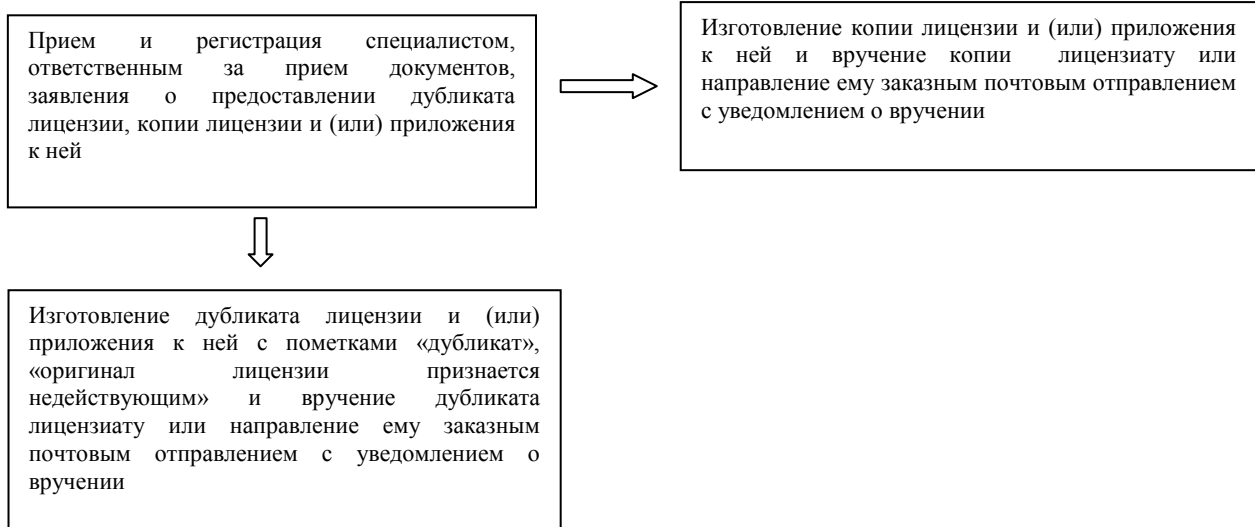 Прием и регистрация специалистом,
ответственным за прием документов,
заявления о предоставлении дубликата
лицензии, копии лицензии и (или) приложения
к ней
Изготовление копии лицензии и (или) приложения
к ней и вручение копии лицензиату или
направление ему заказным почтовым отправлением
с уведомлением о вручении
Изготовление дубликата лицензии и (или)
приложения к ней с пометками «дубликат»,
«оригинал лицензии признается
недействующим» и вручение дубликата
лицензиату или направление ему заказным
почтовым отправлением с уведомлением о
вручении